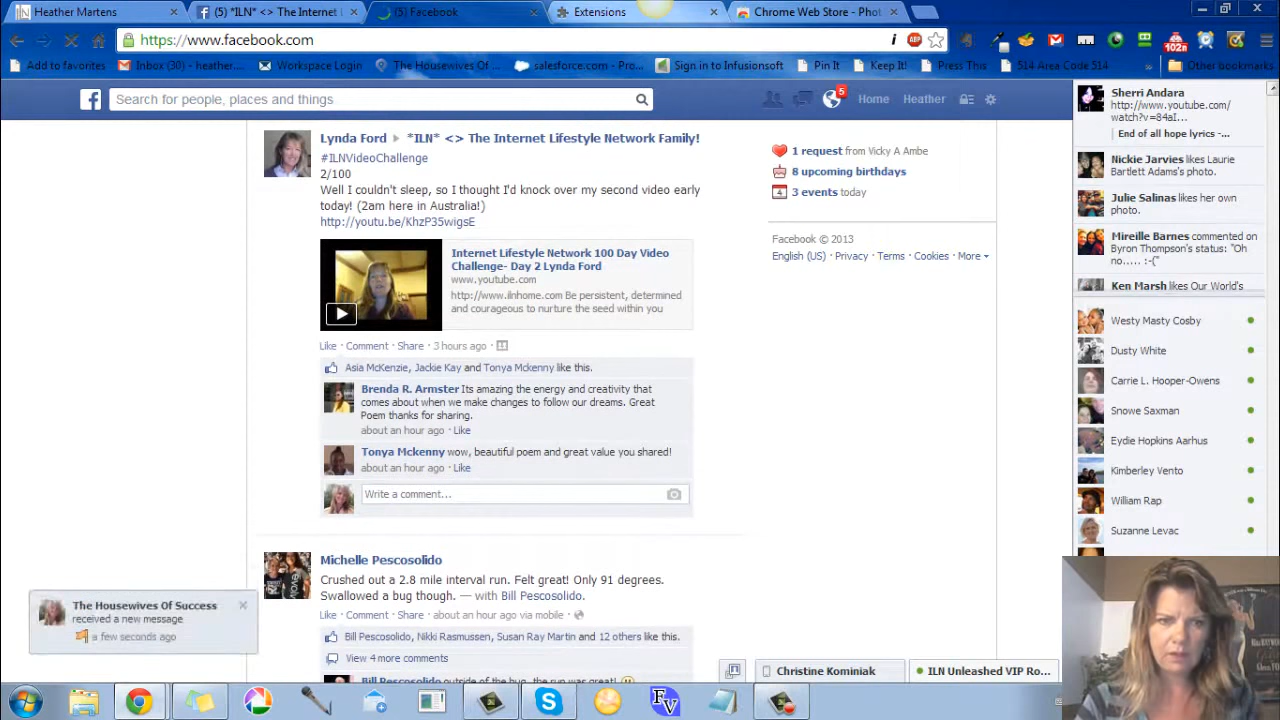 Heather Martens
(5) *ILN* <> The Internet L
(5) Facebook
Extensions
Chrome Web Store - Phot
https://www.facebook.com
102n
Add to favorites
Inbox (30) - heather....
Workspace Login
The Housewives Of ...
salesforce.com - Pro...
Sign in to Infusionsoft
Pin It
Keep It!
Press This
514 Area Code 514
Other bookmarks
Search for people, places and things
5
Home
Heather
Lynda Ford ▸ *ILN* <> The Internet Lifestyle Network Family!
#ILNVideoChallenge
2/100
Well I couldn't sleep, so I thought I'd knock over my second video early
today! (2am here in Australia!)
http://youtu.be/KhzP35wigsE
Internet Lifestyle Network 100 Day Video
Challenge- Day 2 Lynda Ford
www.youtube.com
http://www.ilnhome.com Be persistent, determined
and courageous to nurture the seed within you
Like · Comment · Share · 3 hours ago ·
Asia McKenzie, Jackie Kay and Tonya Mckenny like this.
Brenda R. Armster Its amazing the energy and creativity that
comes about when we make changes to follow our dreams. Great
Poem thanks for sharing.
about an hour ago · Like
Tonya Mckenny wow, beautiful poem and great value you shared!
about an hour ago · Like
Write a comment...
Michelle Pescosolido
Crushed out a 2.8 mile interval run. Felt great! Only 91 degrees.
Swallowed a bug though. — with Bill Pescosolido.
Like · Comment · Share · about an hour ago via mobile ·
Bill Pescosolido, Nikki Rasmussen, Susan Ray Martin and 12 others like this.
View 4 more comments
Bill Pescosolido outside of the bug, the run was great!
1 request from Vicky A Ambe
8 upcoming birthdays
4
3 events today
Facebook © 2013
English (US) · Privacy · Terms · Cookies · More
Sherri Andara
http://www.youtube.com/
watch?v=84aI...
End of all hope lyrics - ...
Nickie Jarvies likes Laurie
Bartlett Adams's photo.
Julie Salinas likes her own
photo.
Mireille Barnes commented on
Byron Thompson's status: "Oh
no..... :-("
Ken Marsh likes Our World's
Westy Masty Cosby
Dusty White
Carrie L. Hooper-Owens
Snowe Saxman
Eydie Hopkins Aarhus
Kimberley Vento
William Rap
Suzanne Levac
The Housewives Of Success
received a new message
a few seconds ago
Christine Kominiak
ILN Unleashed VIP Ro...
FV